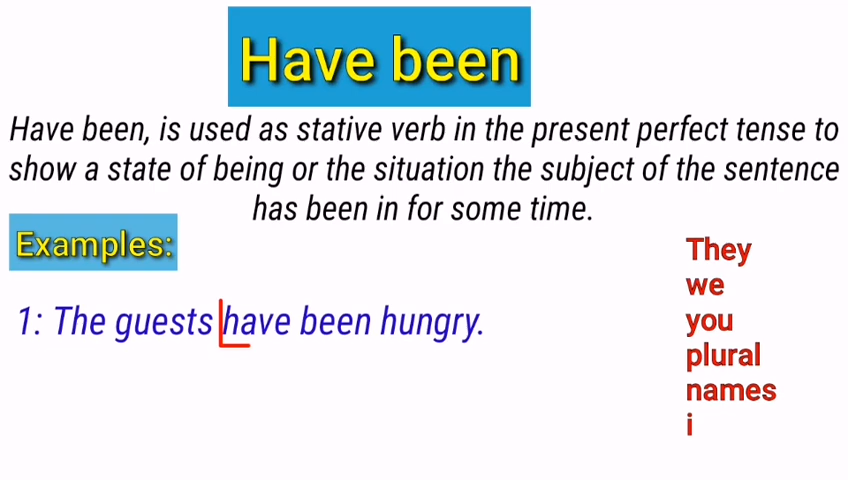 Have been
Have been, is used as stative verb in the present perfect tense to
show a state of being or the situation the subject of the sentence
has been in for some time.
Examples:
1: The guests have been hungry.
They
we
you
plural
names
i